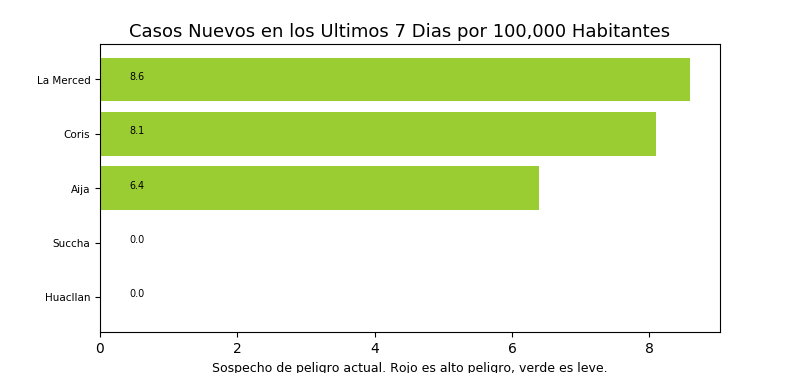 Casos Nuevos en los Ultimos 7 Dias por 100,000 Habitantes
La Merced 8.6
Coris 8.1
Aija 6.4
Succha 0.0
Huacllan 0.0
0 2 4 6 8
Sospecho de peligro actual. Rojo es alto peligro, verde es leve.